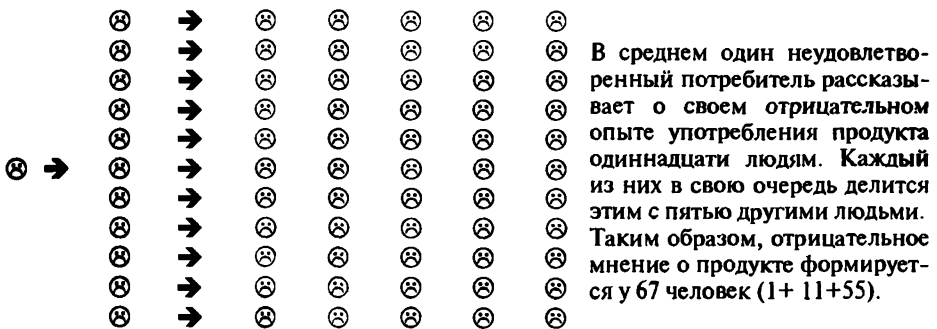 В среднем один неудовлетво-
ренный потребитель рассказы-
вает о своем отрицательном
опыте употребления продукта
одиннадцати людям. Каждый
из них в свою очередь делится
этим с пятью другими людьми.
Таким образом, отрицательное
мнение о продукте формирует-
ся у 67 человек (1+ 11+55).